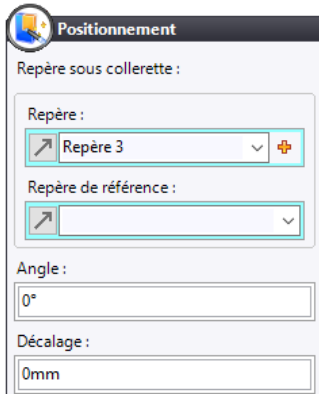 Positionnement
Repère sous collerette :
Repère :
Repère 3
Repère de référence :
Angle :
0°
Décalage :
0mm